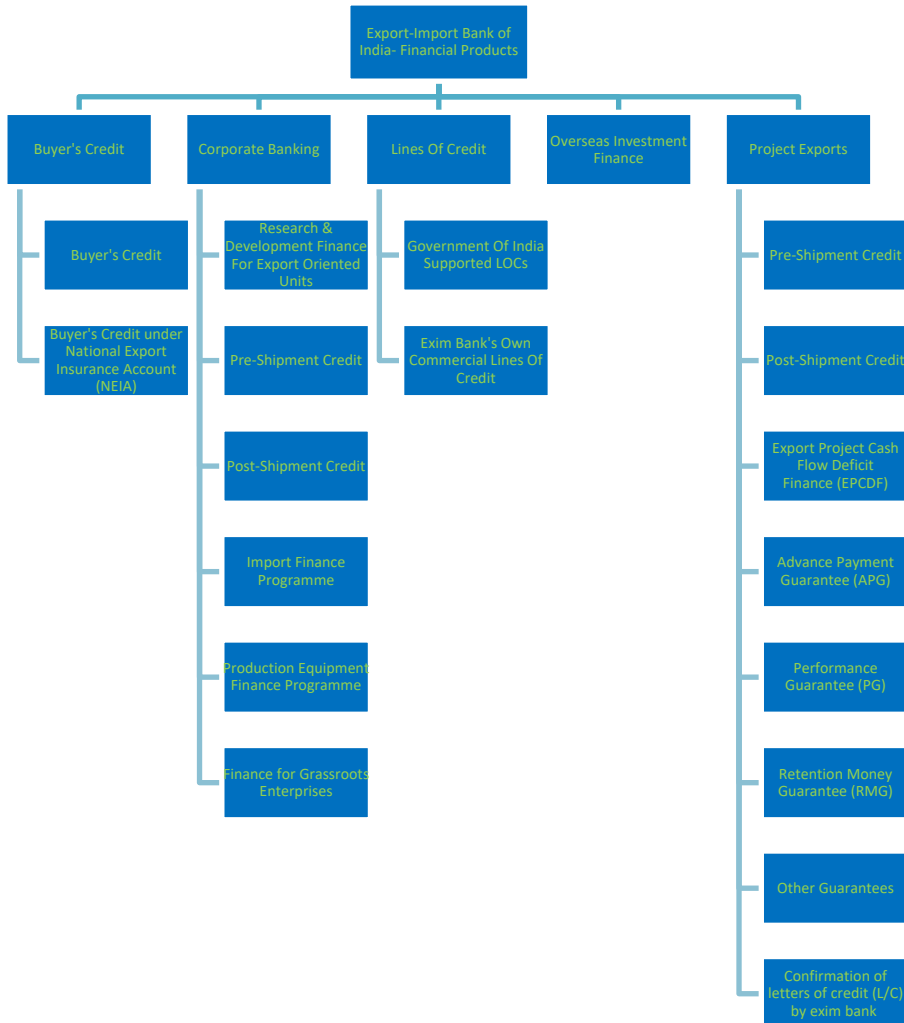 Export-Import Bank of
India- Financial Products
Buyer's Credit
Corporate Banking
Lines Of Credit
Overseas Investment
Finance
Project Exports
Buyer's Credit
Buyer's Credit under
National Export
Insurance Account
(NEIA)
Research &
Development Finance
For Export Oriented
Units
Pre-Shipment Credit
Post-Shipment Credit
Import Finance
Programme
Production Equipment
Finance Programme
Finance for Grassroots
Enterprises
Government Of India
Supported LOCs
Exim Bank's Own
Commercial Lines Of
Credit
Pre-Shipment Credit
Post-Shipment Credit
Export Project Cash
Flow Deficit
Finance (EPCDF)
Advance Payment
Guarantee (APG)
Performance
Guarantee (PG)
Retention Money
Guarantee (RMG)
Other Guarantees
Confirmation of
letters of credit (L/C)
by exim bank